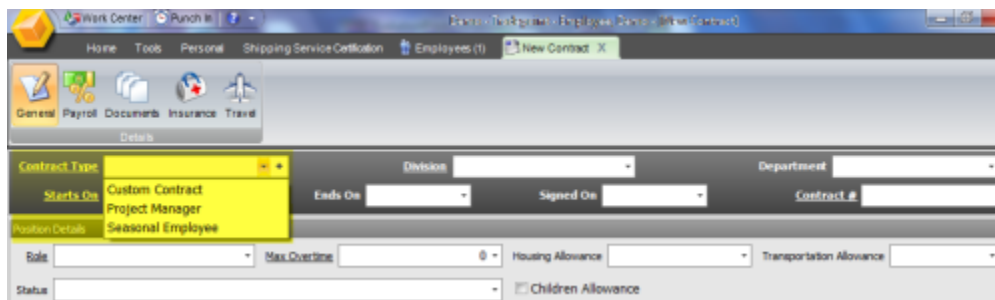 Work Center Punch In
Home Tools Personal Shipping Service Certification Employees (1) New Contract X
General Payroll Documents Insurance Travel
Details
Contract Type Division Department
Starts On Ends On Signed On Contract #
Custom Contract
Project Manager
Seasonal Employee
Position Details
Role Max Overtime 0 Housing Allowance Transportation Allowance
Status Children Allowance